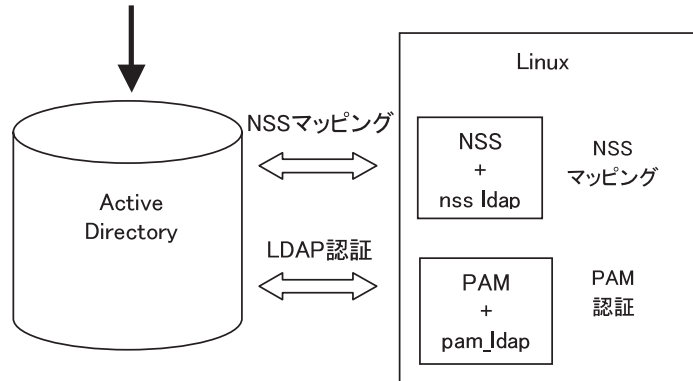 Linux
NSSマッピング
NSS
+
nss ldap
NSS
マッピング
Active
Directory
LDAP認証
PAM
+
pam_ldap
PAM
認証